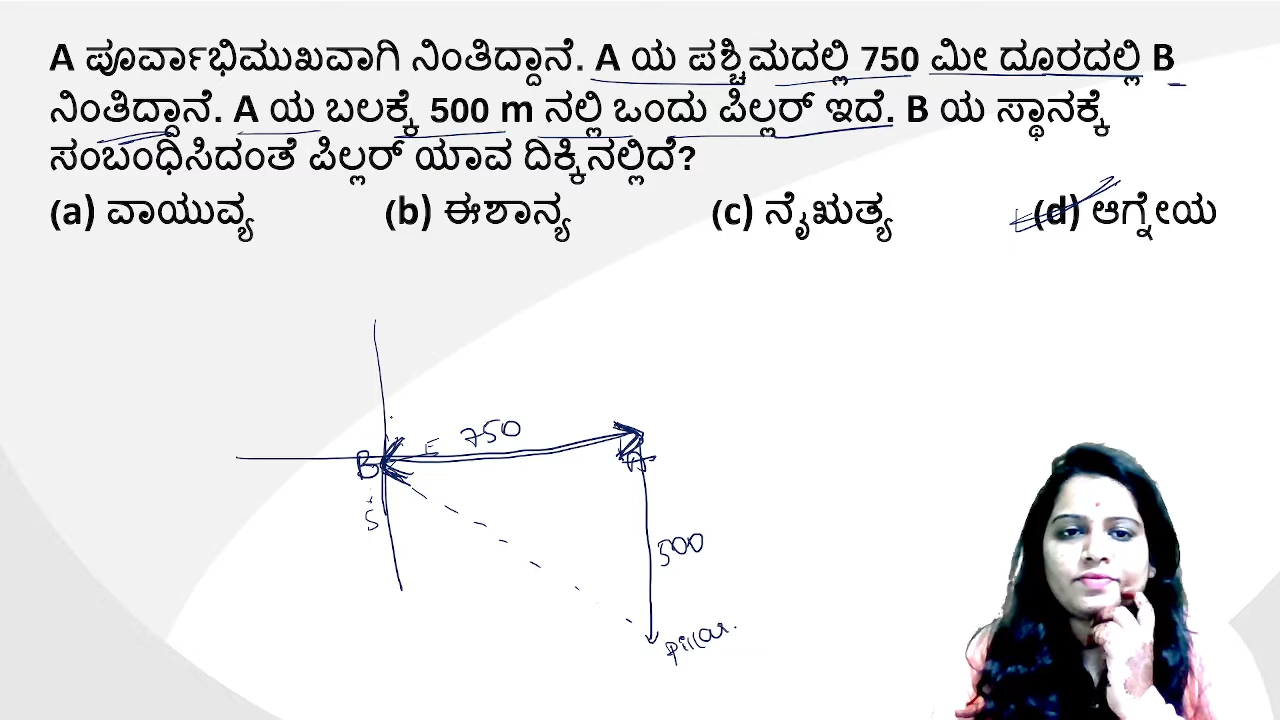 A ಪೂರ್ವಾಭಿಮುಖವಾಗಿ ನಿಂತಿದ್ದಾನೆ. A ಯ ಪಶ್ಚಿಮದಲ್ಲಿ 750 ಮೀ ದೂರದಲ್ಲಿ B
ನಿಂತಿದ್ದಾನೆ. A ಯ ಬಲಕ್ಕೆ 500 m ನಲ್ಲಿ ಒಂದು ಪಿಲ್ಲರ್ ಇದೆ. B ಯ ಸ್ಥಾನಕ್ಕೆ
ಸಂಬಂಧಿಸಿದಂತೆ ಪಿಲ್ಲರ್ ಯಾವ ದಿಕ್ಕಿನಲ್ಲಿದೆ?
(a) ವಾಯುವ್ಯ (b) ಈಶಾನ್ಯ (c) ನೈಋತ್ಯ (d) ಆಗ್ನೇಯ
B E 750 A
S
500
pillar.